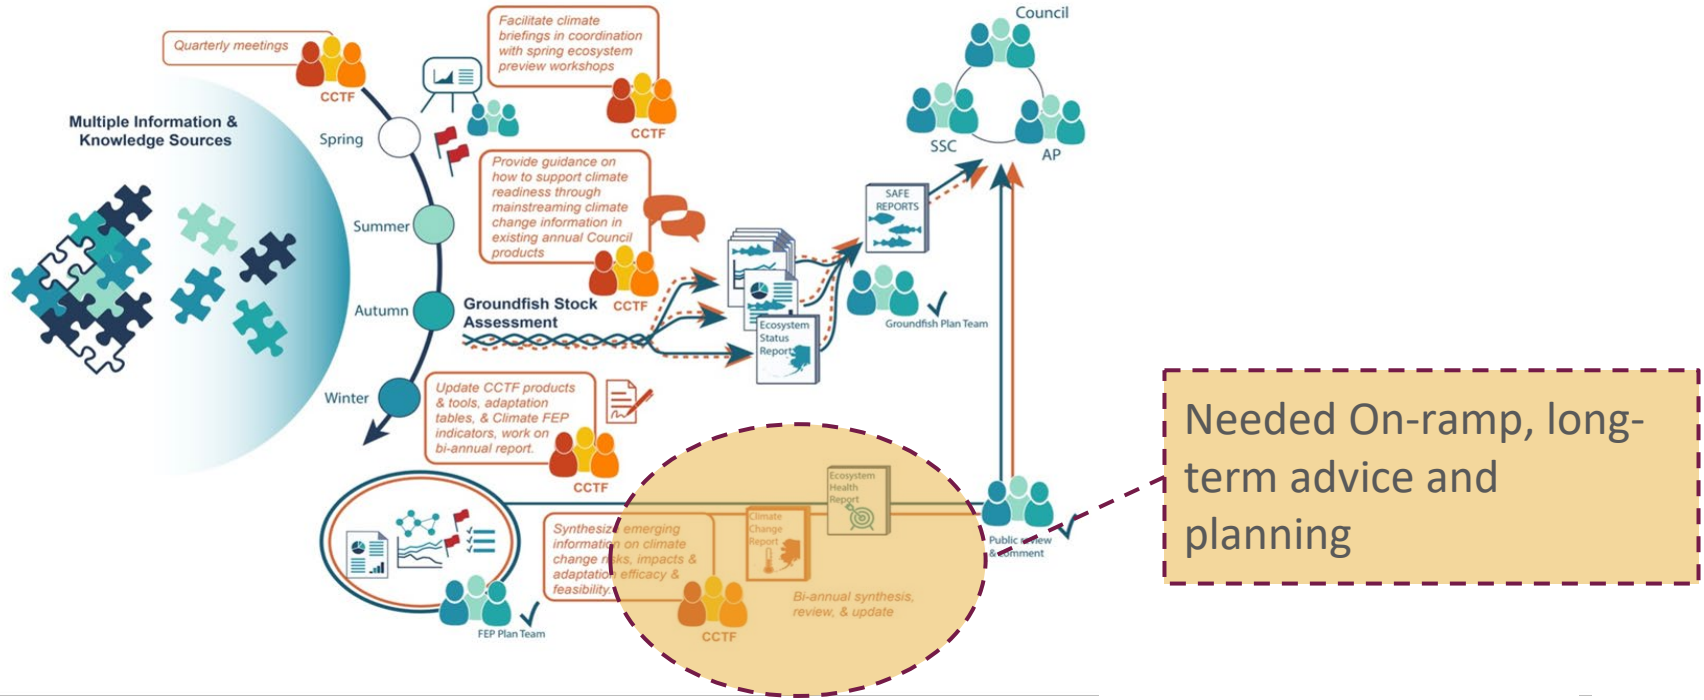 Council
Facilitate climate
briefings in coordination
with spring ecosystem
preview workshops
CCTF
Quarterly meetings
CCTF
Multiple Information &
Knowledge Sources
Spring
Summer
Autumn
Winter
Provide guidance on
how to support climate
readiness through
mainstreaming climate
change information in
existing annual Council
products
CCTF
SSC
AP
SAFE
REPORTS
Groundfish Plan Team
Groundfish Stock
Assessment
Ecosystem
Status
Report
Update CCTF products
& tools, adaptation
tables, & Climate FEP
indicators, work on
bi-annual report.
CCTF
Needed On-ramp, long-
term advice and
planning
Ecosystem
Health
Report
Climate
Change
Report
Synthesize emerging
information on climate
change risks, impacts &
adaptation efficacy &
feasibility.
CCTF
Bi-annual synthesis,
review, & update
Public review
& comment
FEP Plan Team